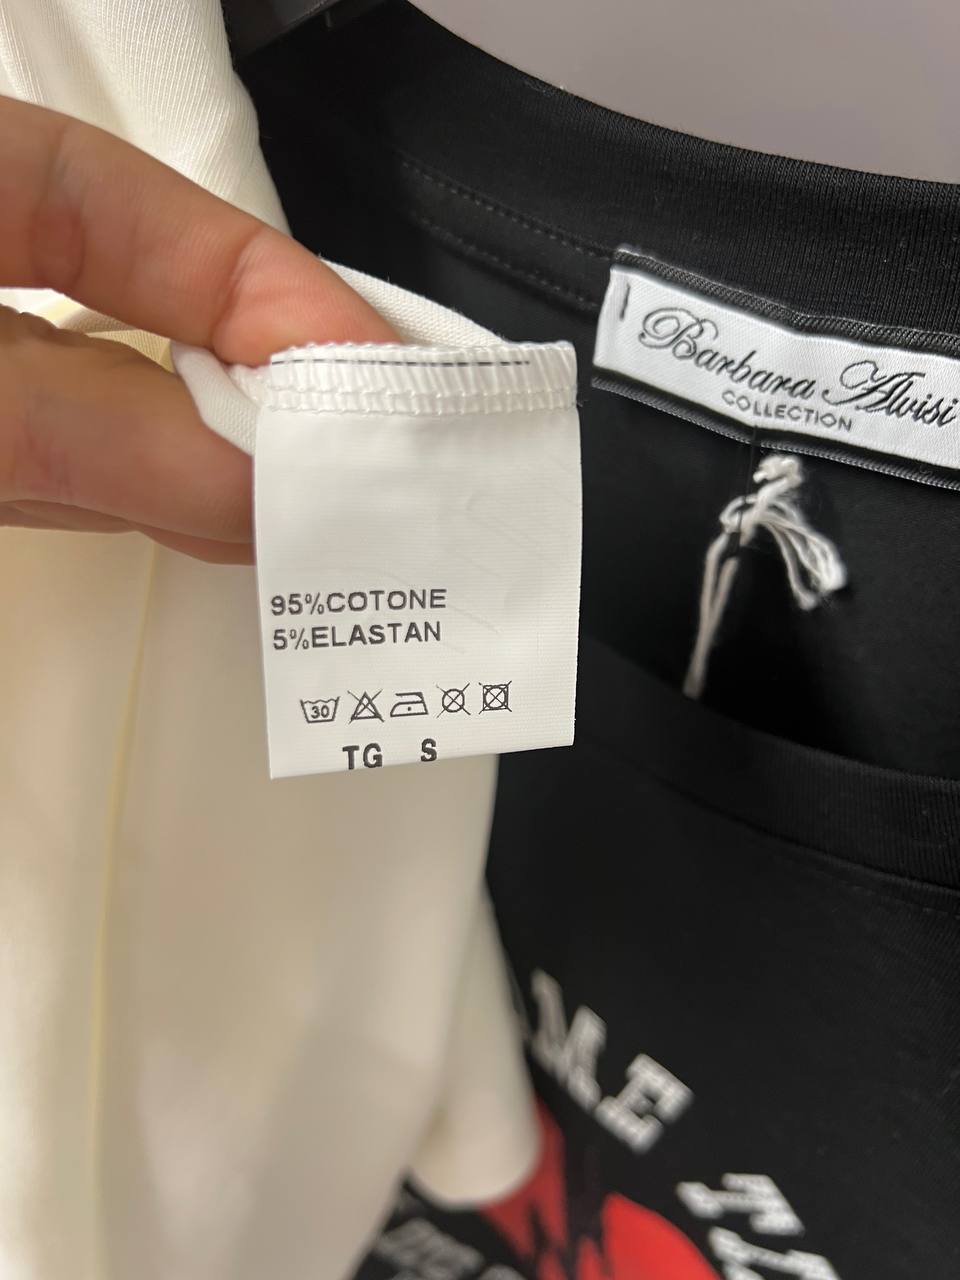 Barbara Alvisi
COLLECTION
95%COTONE
5%ELASTAN
30
TG S